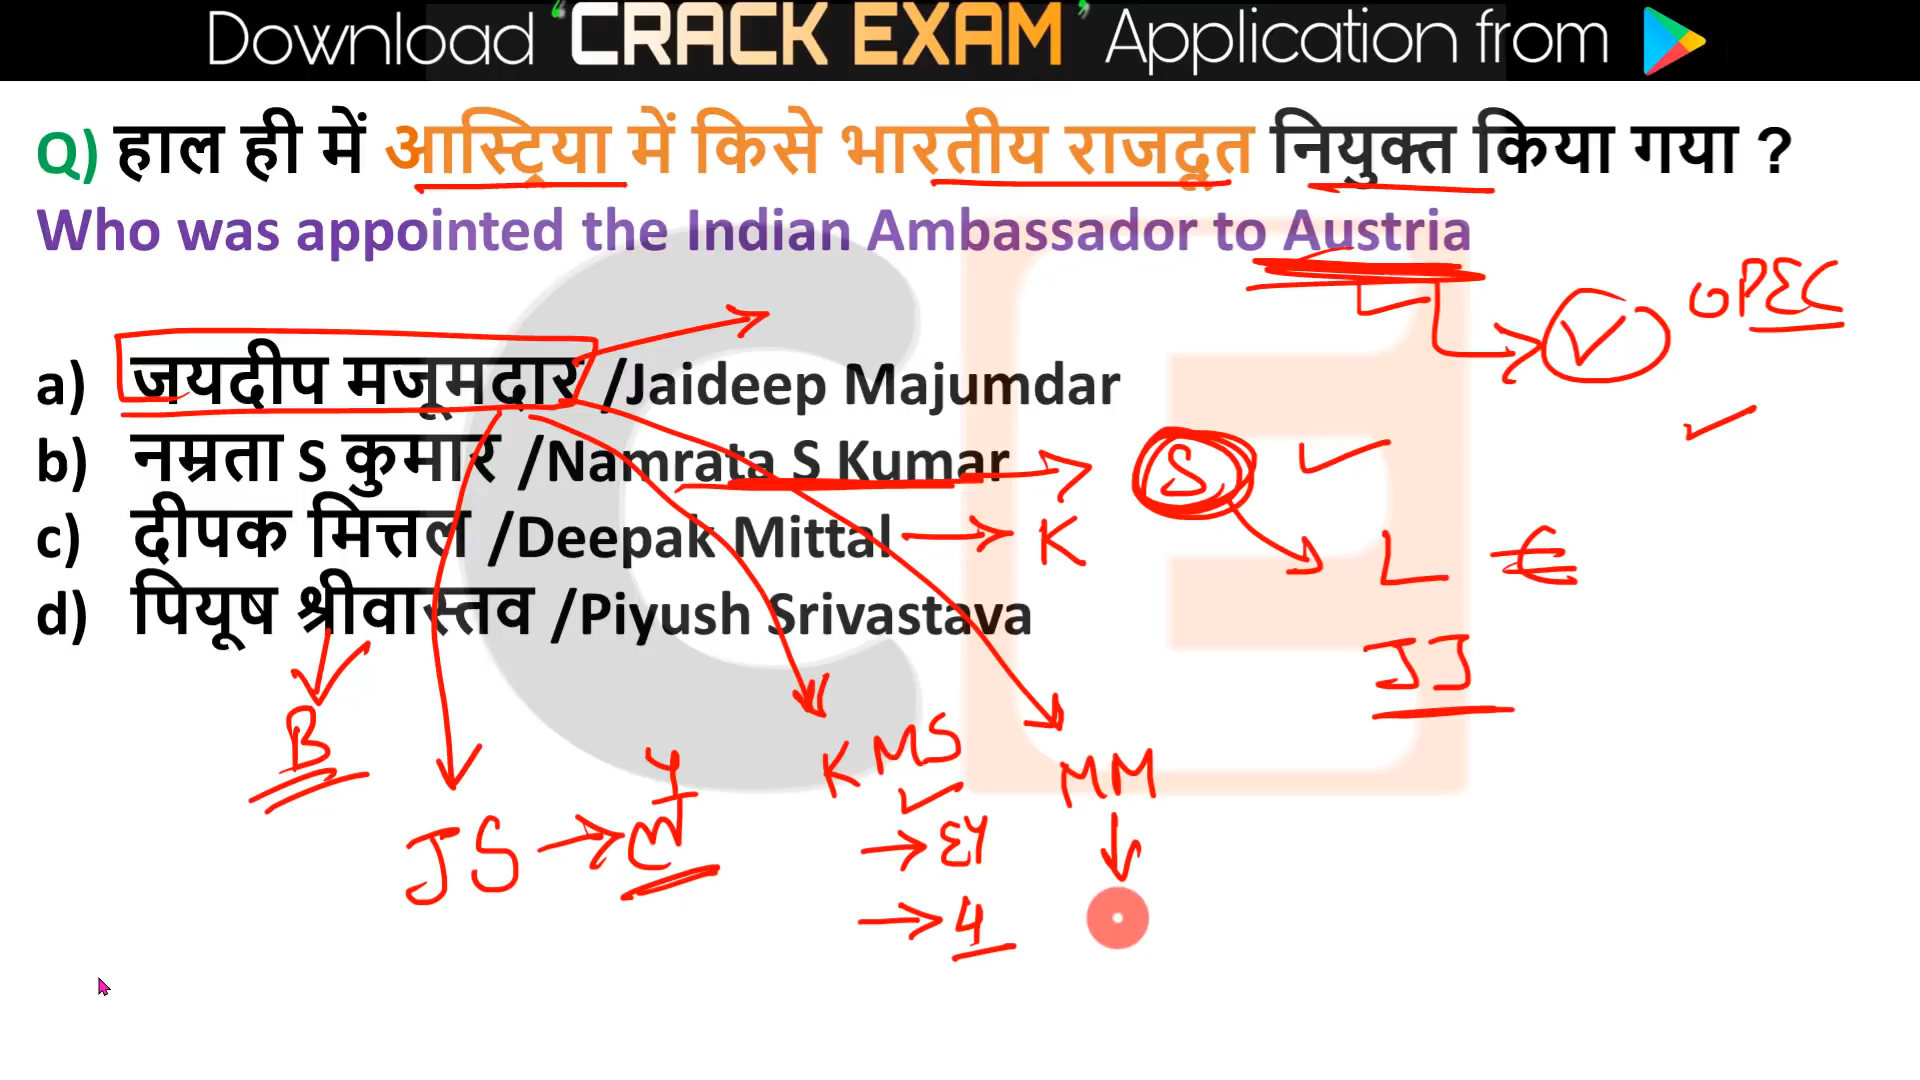 Download ‘CRACK EXAM’ Application from
Q) हाल ही में आस्ट्रिया में किसे भारतीय राजदूत नियुक्त किया गया ?
Who was appointed the Indian Ambassador to Austria
OPEC
a) जयदीप मजूमदार /Jaideep Majumdar
b) नम्रता S कुमार /Namrata S Kumar
S
c) दीपक मित्तल /Deepak Mittal
K
L
d) पियूष श्रीवास्तव /Piyush Srivastava
JJ
B
KMS
MM
JS
EY
4